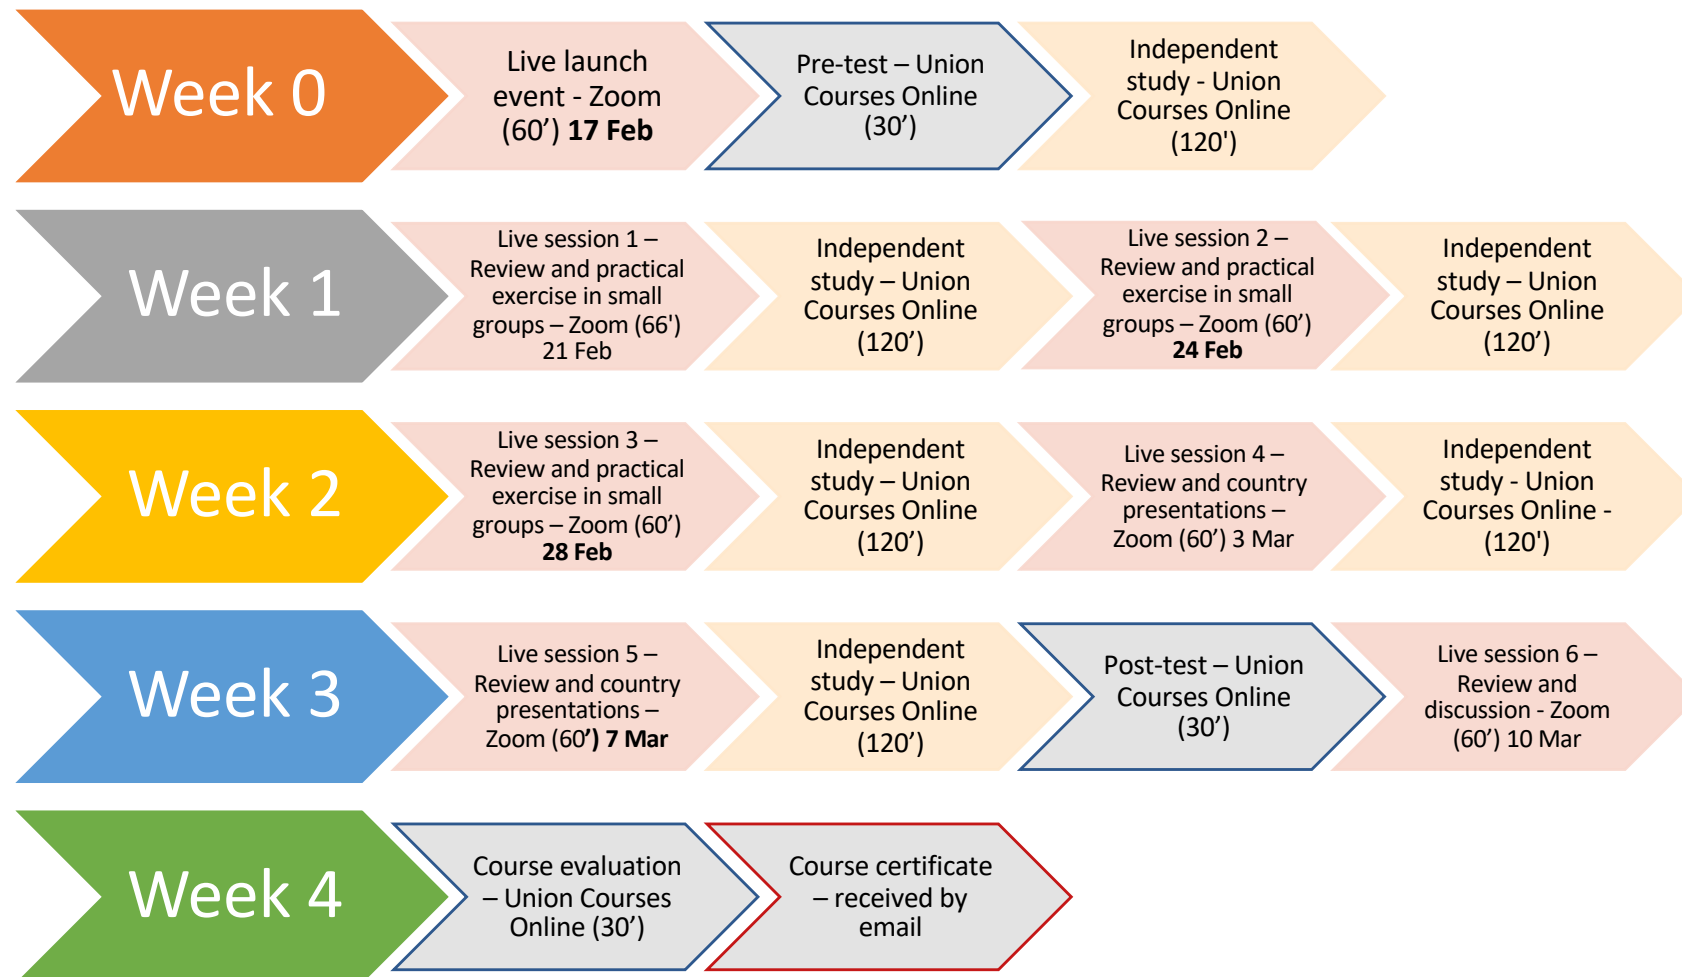 Week 0
Live launch
event - Zoom
(60’) 17 Feb
Pre-test – Union
Courses Online
(30’)
Independent
study - Union
Courses Online
(120')
Week 1
Live session 1 –
Review and practical
exercise in small
groups – Zoom (66')
21 Feb
Independent
study – Union
Courses Online
(120’)
Live session 2 –
Review and practical
exercise in small
groups – Zoom (60’)
24 Feb
Independent
study – Union
Courses Online
(120’)
Week 2
Live session 3 –
Review and practical
exercise in small
groups – Zoom (60’)
28 Feb
Independent
study – Union
Courses Online
(120’)
Live session 4 –
Review and country
presentations –
Zoom (60’) 3 Mar
Independent
study - Union
Courses Online -
(120')
Week 3
Live session 5 –
Review and country
presentations –
Zoom (60’) 7 Mar
Independent
study – Union
Courses Online
(120’)
Post-test – Union
Courses Online
(30’)
Live session 6 –
Review and
discussion - Zoom
(60’) 10 Mar
Week 4
Course evaluation
– Union Courses
Online (30’)
Course certificate
– received by
email